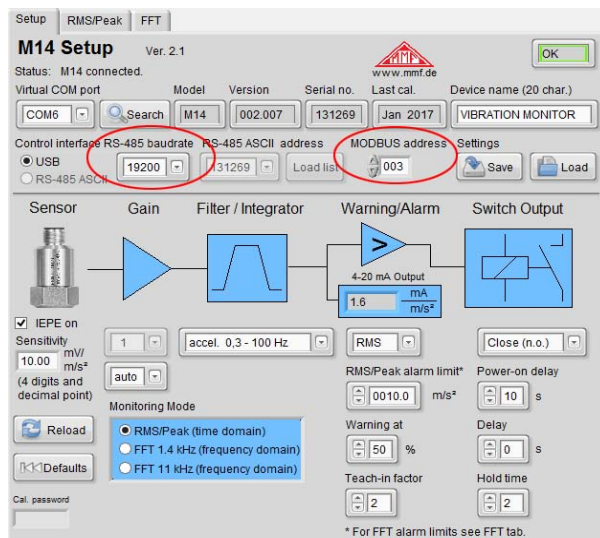 Setup RMS/Peak FFT
M14 Setup Ver. 2.1
MMF
www.mmf.de
OK
Status: M14 connected.
Virtual COM port Model Version Serial no. Last cal. Device name (20 char.)
COM6 Search M14 002.007 131269 Jan 2017 VIBRATION MONITOR
Control interface RS-485 baudrate RS-485 ASCII address MODBUS address Settings
USB
RS-485 ASCII
19200 131269 Load list 003 Save Load
Sensor Gain Filter / Integrator Warning/Alarm Switch Output
>
4-20 mA Output
1.6 mA
m/s²
IEPE on
Sensitivity
10.00 mV/
m/s²
(4 digits and
decimal point)
1 accel. 0,3 - 100 Hz RMS Close (n.o.)
auto
RMS/Peak alarm limit* Power-on delay
0010.0 m/s² 10 s
Monitoring Mode
RMS/Peak (time domain)
FFT 1.4 kHz (frequency domain)
FFT 11 kHz (frequency domain)
Reload
Defaults
Warning at Delay
50 % 0 s
Teach-in factor Hold time
2 2
Cal. password
* For FFT alarm limits see FFT tab.